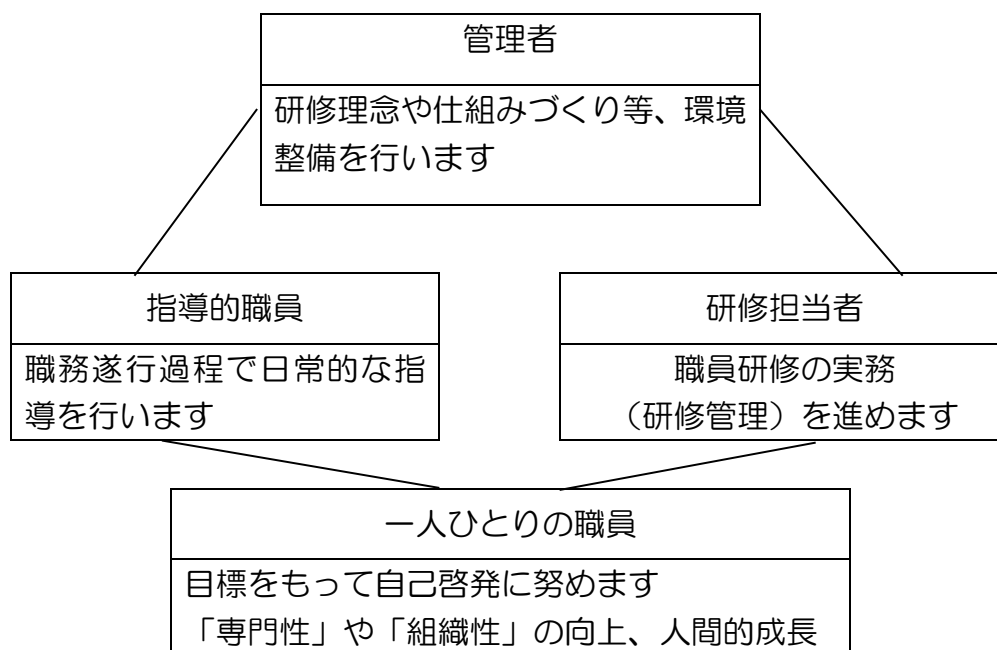 管理者
研修理念や仕組みづくり等、環境
整備を行います
指導的職員
職務遂行過程で日常的な指
導を行います
研修担当者
職員研修の実務
（研修管理）を進めます
一人ひとりの職員
目標をもって自己啓発に努めます
「専門性」や「組織性」の向上、人間的成長